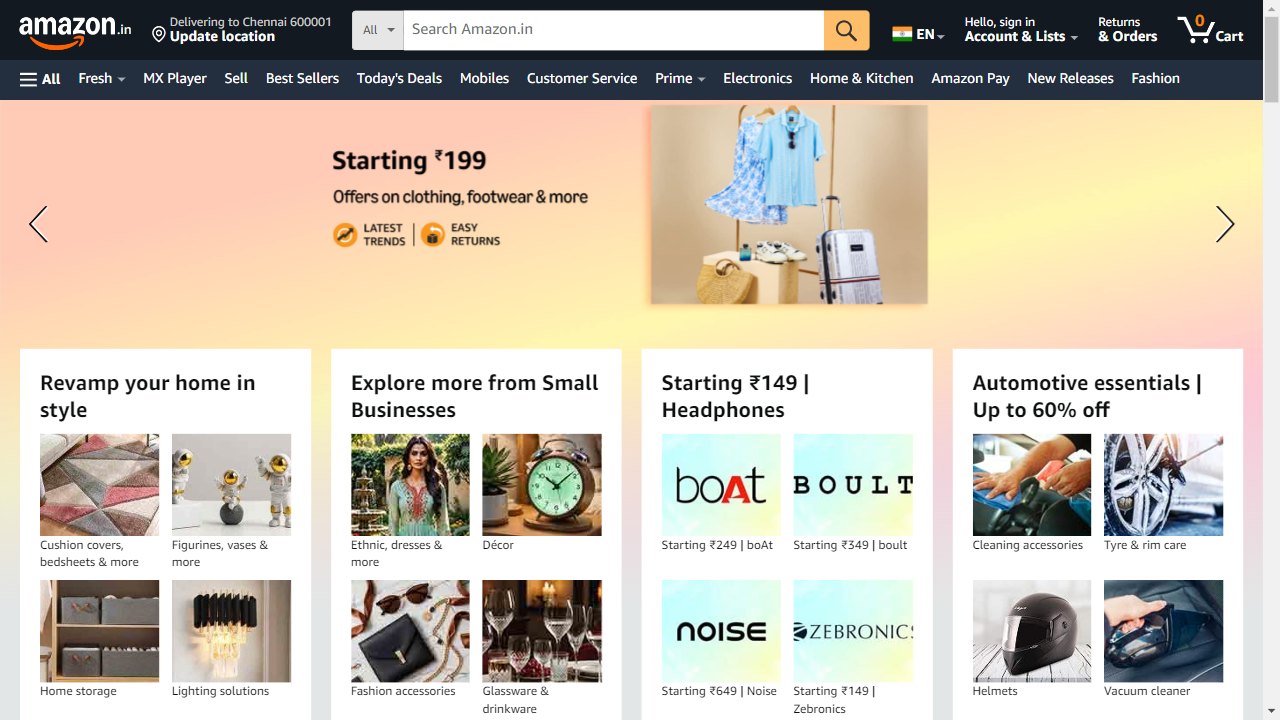 amazon.in
Delivering to Chennai 600001
Update location
All
Search Amazon.in
EN
Hello, sign in
Account & Lists
Returns
& Orders
0
Cart
All
Fresh
MX Player
Sell
Best Sellers
Today's Deals
Mobiles
Customer Service
Prime
Electronics
Home & Kitchen
Amazon Pay
New Releases
Fashion
Starting ₹199
Offers on clothing, footwear & more
LATEST
TRENDS
EASY
RETURNS
Revamp your home in
style
Cushion covers,
bedsheets & more
Figurines, vases &
more
Home storage
Lighting solutions
Explore more from Small
Businesses
Ethnic, dresses &
more
Décor
Fashion accessories
Glassware &
drinkware
Starting ₹149 |
Headphones
boAt
BOULT
Starting ₹249 | boAt
Starting ₹349 | boult
noise
ZEBRONICS
Starting ₹649 | Noise
Starting ₹149 |
Zebronics
Automotive essentials |
Up to 60% off
Cleaning accessories
Tyre & rim care
Helmets
Vacuum cleaner